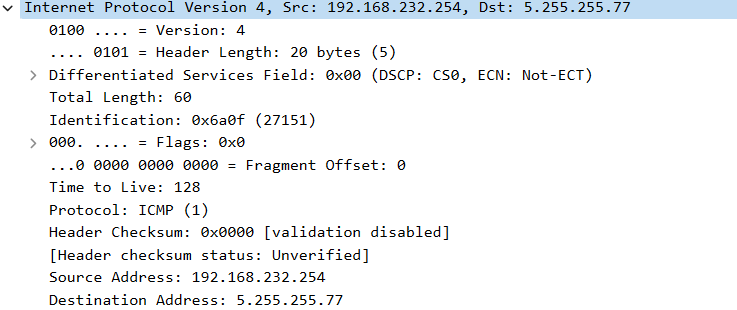 Internet Protocol Version 4, Src: 192.168.232.254, Dst: 5.255.255.77
0100 .... = Version: 4
.... 0101 = Header Length: 20 bytes (5)
Differentiated Services Field: 0x00 (DSCP: CS0, ECN: Not-ECT)
Total Length: 60
Identification: 0x6a0f (27151)
000. .... = Flags: 0x0
...0 0000 0000 0000 = Fragment Offset: 0
Time to Live: 128
Protocol: ICMP (1)
Header Checksum: 0x0000 [validation disabled]
[Header checksum status: Unverified]
Source Address: 192.168.232.254
Destination Address: 5.255.255.77